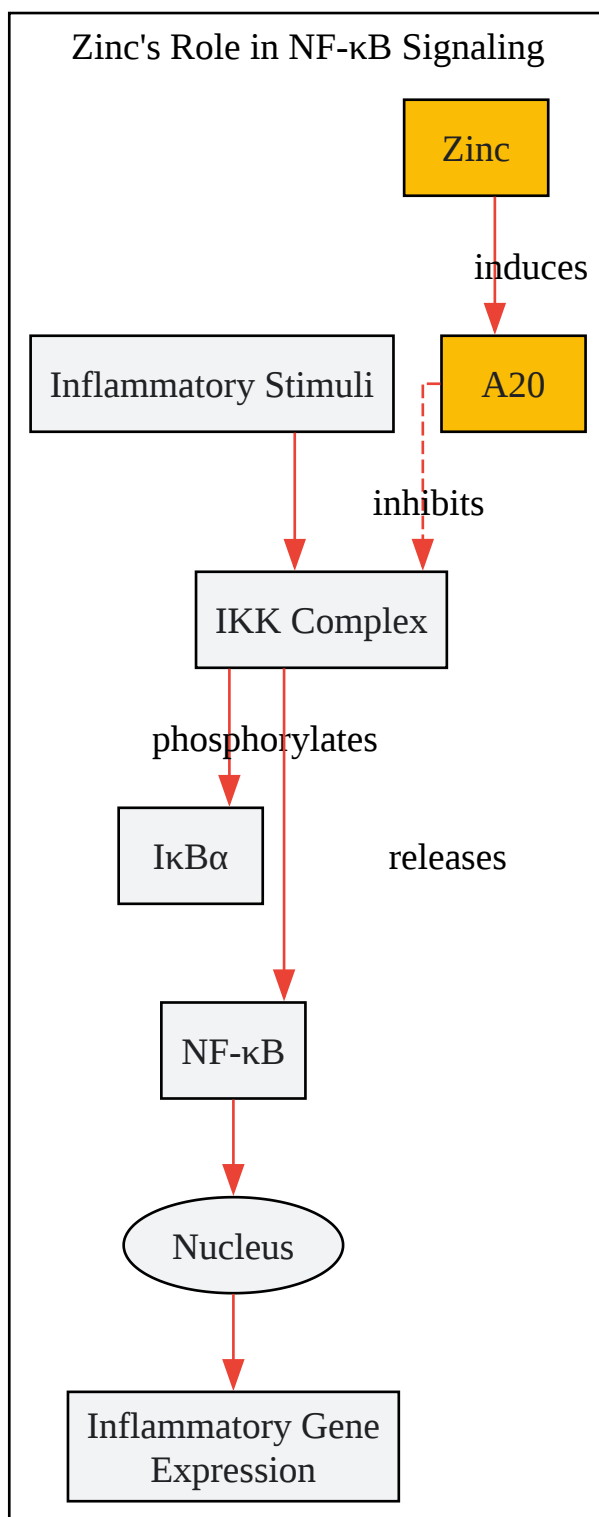 Zinc's Role in NF-κB Signaling
Zinc
induces
Inflammatory Stimuli
A20
inhibits
IKK Complex
phosphorylates
IκBα
releases
NF-κB
Nucleus
Inflammatory Gene
Expression